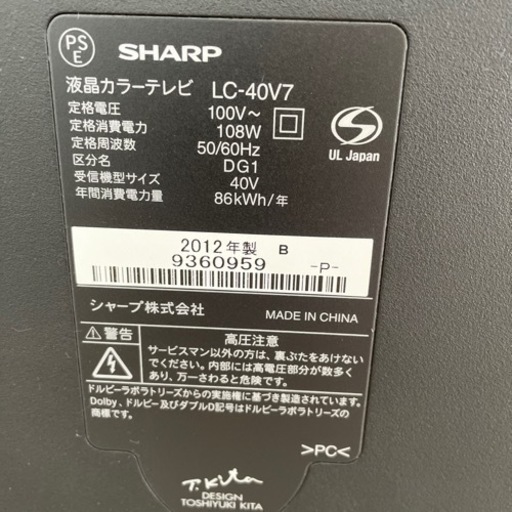 PS
E
SHARP
液晶カラーテレビ LC-40V7
定格電圧 100V～
定格消費電力 108W
定格周波数 50/60Hz
区分名 DG1
受信機型サイズ 40V
年間消費電力量 86kWh/年
S
UL Japan
2012年製 B
9360959 -P-
シャープ株式会社 MADE IN CHINA
警告 高圧注意
サービスマン以外の方は、裏ぶたをあけない
でください。内部には高電圧部分が数多く
あり、万一さわると危険です。
ドルビーラボラトリーズからの実施権に基づき製造されています。
Dolby、ドルビー及びダブルD記号はドルビーラボラトリーズの
商標です。
>PC<
T. Kita
DESIGN
TOSHIYUKI KITA